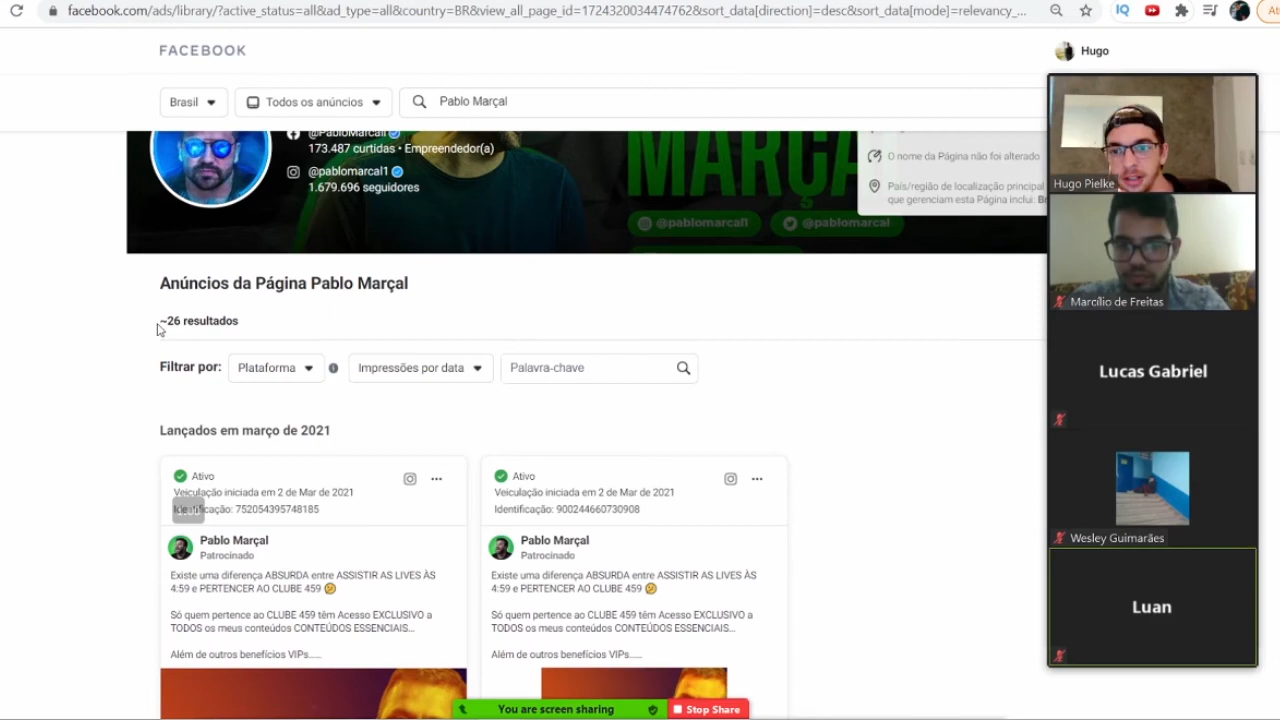 facebook.com/ads/library/?active_status=all&ad_type=all&country=BR&view_all_page_id=1724320034474762&sort_data[direction]=desc&sort_data[mode]=relevancy_...
FACEBOOK
Hugo
Brasil
Todos os anúncios
Pablo Marçal
@PabloMarcall
173.487 curtidas • Empreendedor(a)
@pablomarcal1
1.679.696 seguidores
MARÇA
@pablomarcall
@pablomarcal
O nome da Página não foi alterado
País/região de localização principal
que gerenciam esta Página inclui: Br
Anúncios da Página Pablo Marçal
~26 resultados
Filtrar por:
Plataforma
Impressões por data
Palavra-chave
Lançados em março de 2021
Ativo
Veiculação iniciada em 2 de Mar de 2021
Identificação: 752054395748185
Pablo Marçal
Patrocinado
Existe uma diferença ABSURDA entre ASSISTIR AS LIVES ÀS
4:59 e PERTENCER AO CLUBE 459 🤔
Só quem pertence ao CLUBE 459 têm Acesso EXCLUSIVO a
TODOS os meus conteúdos CONTEÚDOS ESSENCIAIS...
Além de outros benefícios VIPs.....
Ativo
Veiculação iniciada em 2 de Mar de 2021
Identificação: 900244660730908
Pablo Marçal
Patrocinado
Existe uma diferença ABSURDA entre ASSISTIR AS LIVES ÀS
4:59 e PERTENCER AO CLUBE 459 🤔
Só quem pertence ao CLUBE 459 têm Acesso EXCLUSIVO a
TODOS os meus conteúdos CONTEÚDOS ESSENCIAIS...
Além de outros benefícios VIPs.....
Hugo Pielke
Marcílio de Freitas
Lucas Gabriel
Wesley Guimarães
Luan
You are screen sharing
Stop Share